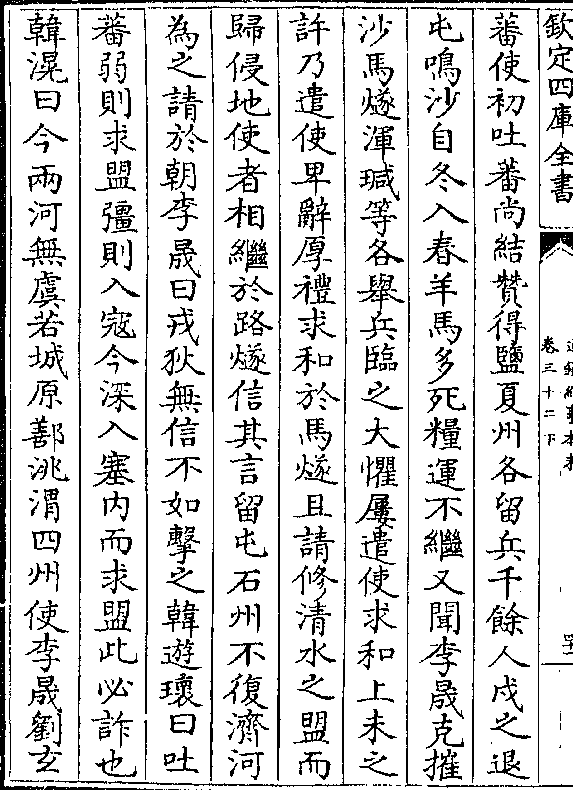 欽定四庫全書
通鑑紀事本末
卷三十二下
蕃使初吐蕃尚結贊得鹽夏州各留兵千餘人戍之退
屯鳴沙自冬入春羊馬多死糧運不繼又聞李晟克摧
沙馬燧渾瑊等各舉兵臨之大懼屢遣使求和上未之
許乃遣使卑辭厚禮求和於馬燧且請修清水之盟而
歸侵地使者相繼於路燧信其言留屯石州不復濟河
為之請於朝李晟曰戎狄無信不如擊之韓遊瓌曰吐
蕃弱則求盟彊則入寇今深入塞內而求盟此必詐也
韓滉曰今兩河無虞若城原鄯洮渭四州使李晟劉玄